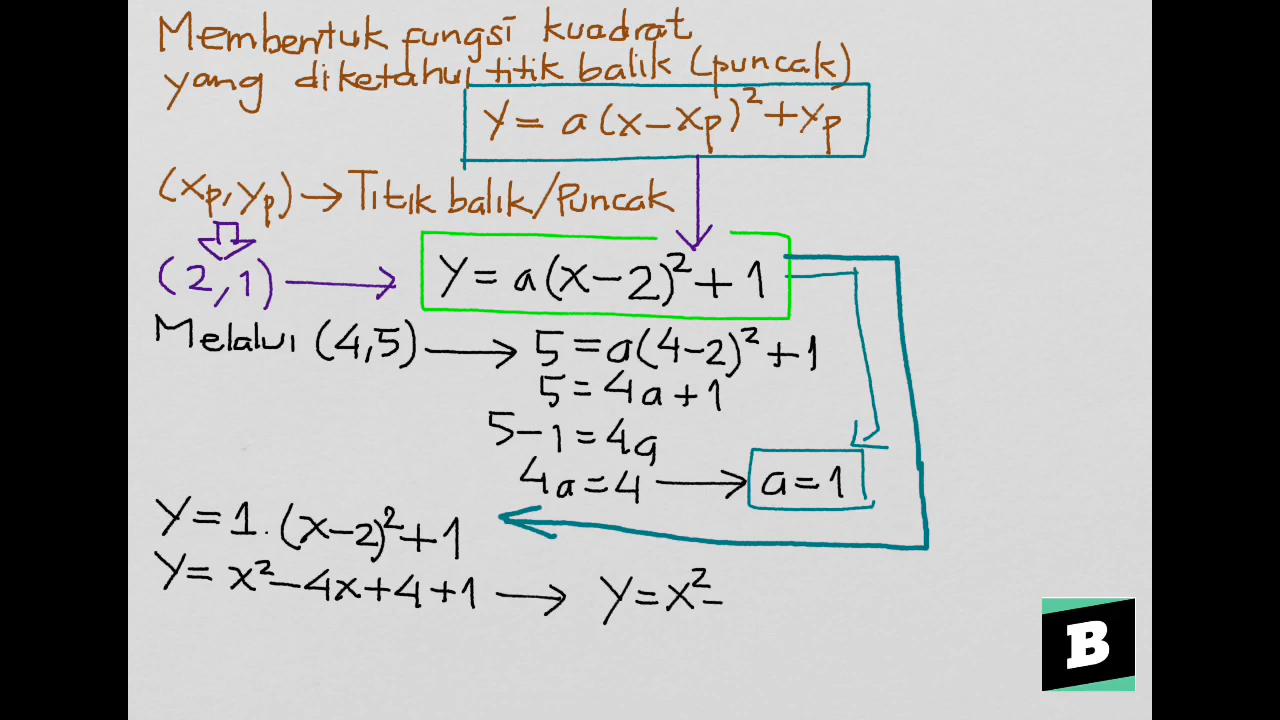 Membentuk fungsi kuadrat
yang diketahui titik balik (puncak)
y = a(x-xp)²+yp
(xp,yp) → Titik balik/Puncak
(2,1) → y = a(x-2)²+1
Melalui (4,5) → 5=a(4-2)²+1
5=4a+1
5-1=4a
4a=4 → a=1
y=1.(x-2)²+1
y=x²-4x+4+1 → y=x²-
B